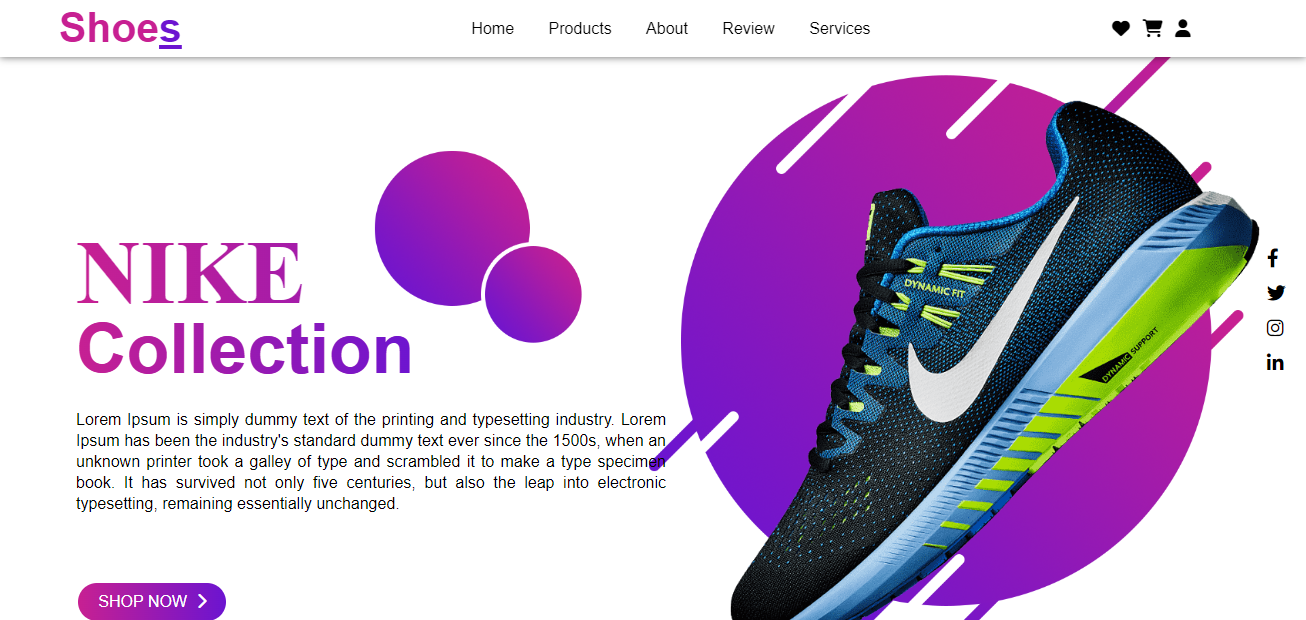 Shoes
Home Products About Review Services
NIKE
Collection
Lorem Ipsum is simply dummy text of the printing and typesetting industry. Lorem
Ipsum has been the industry's standard dummy text ever since the 1500s, when an
unknown printer took a galley of type and scrambled it to make a type specimen
book. It has survived not only five centuries, but also the leap into electronic
typesetting, remaining essentially unchanged.
SHOP NOW
DYNAMIC FIT
DYNAMIC SUPPORT